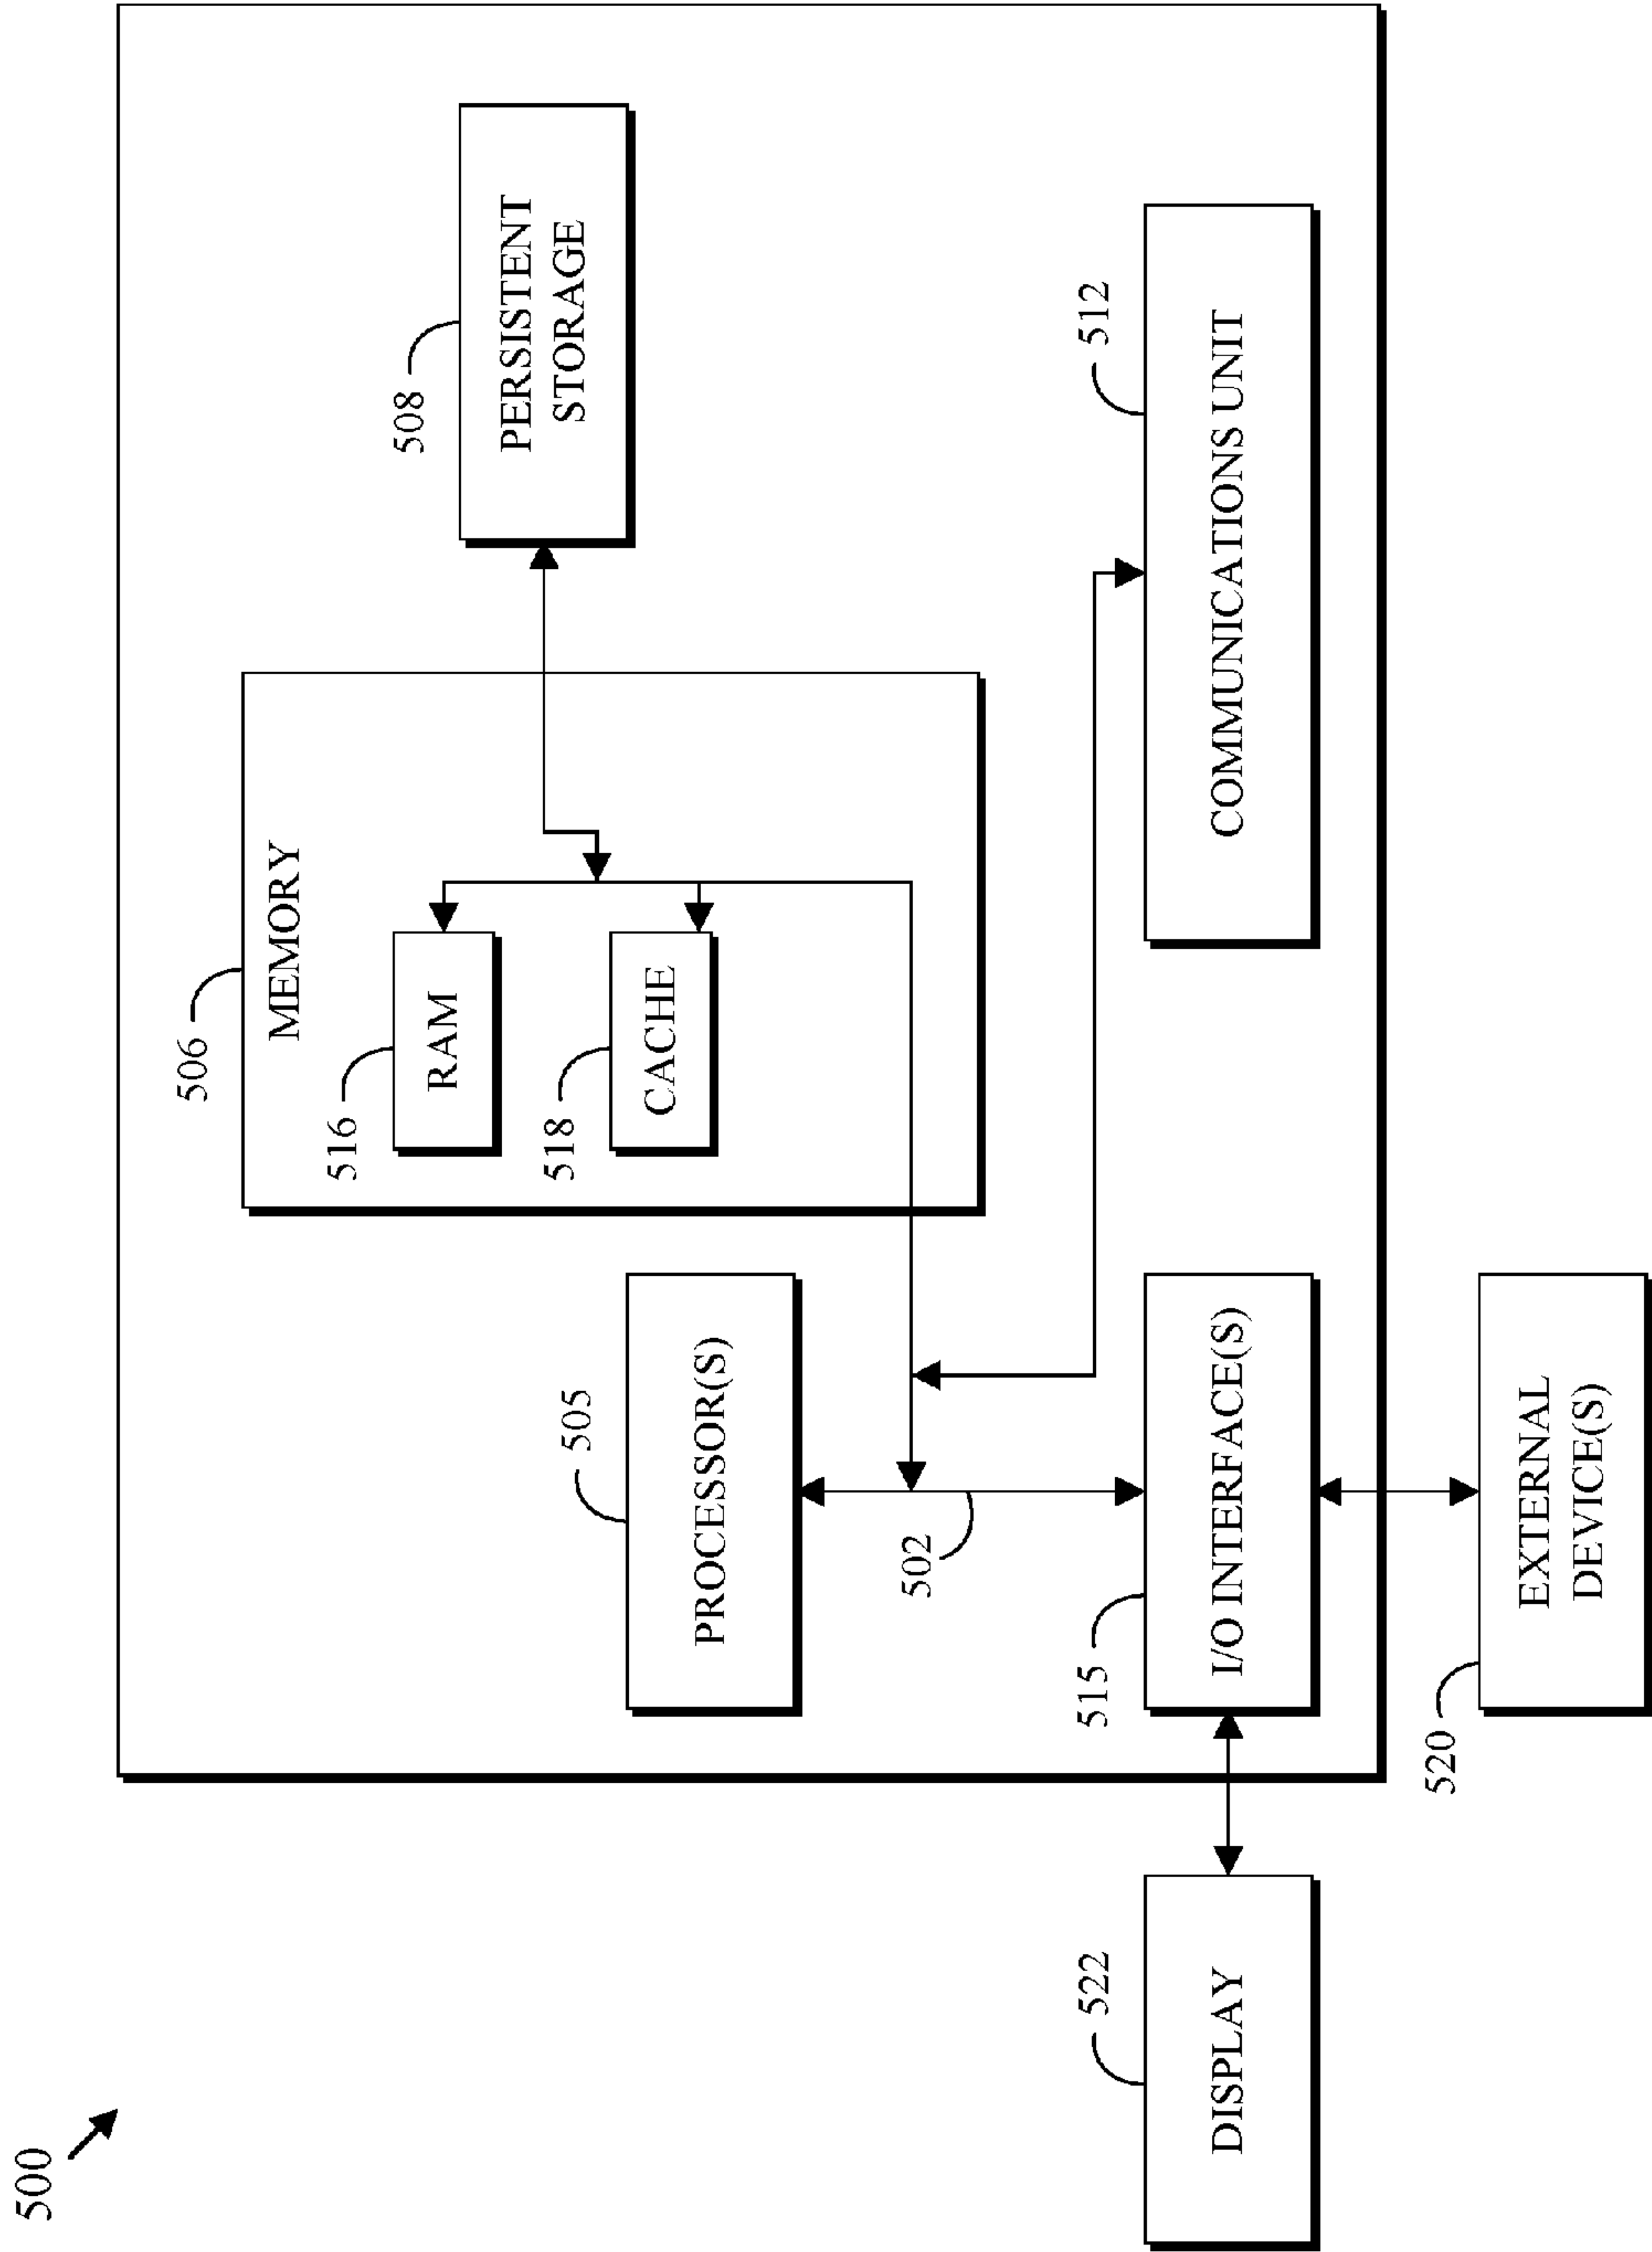 500
506
MEMORY
508
516
RAM
PERSISTENT
STORAGE
505
518
CACHE
PROCESSOR(S)
502
522
515
512
DISPLAY
I/O INTERFACE(S)
COMMUNICATIONS UNIT
520
EXTERNAL
DEVICE(S)